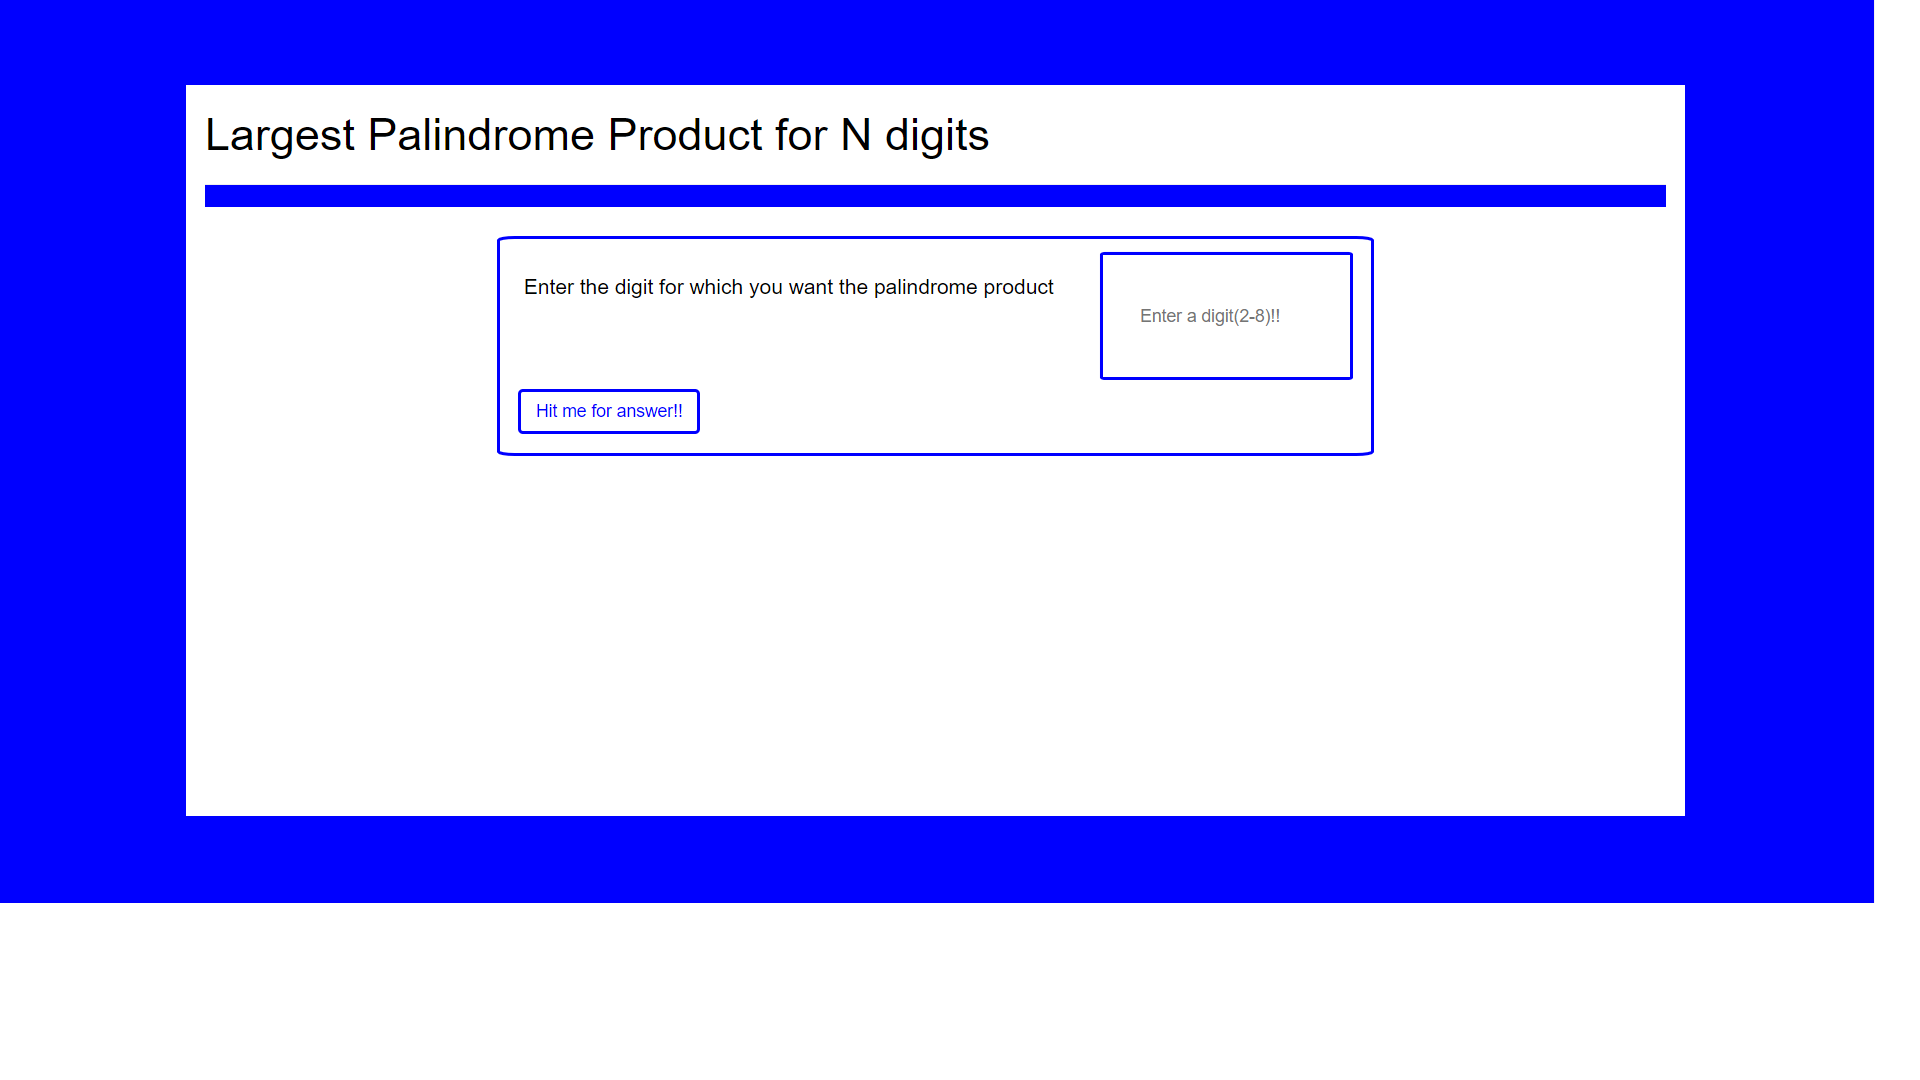 Largest Palindrome Product for N digits
Enter the digit for which you want the palindrome product
Enter a digit(2-8)!!
Hit me for answer!!